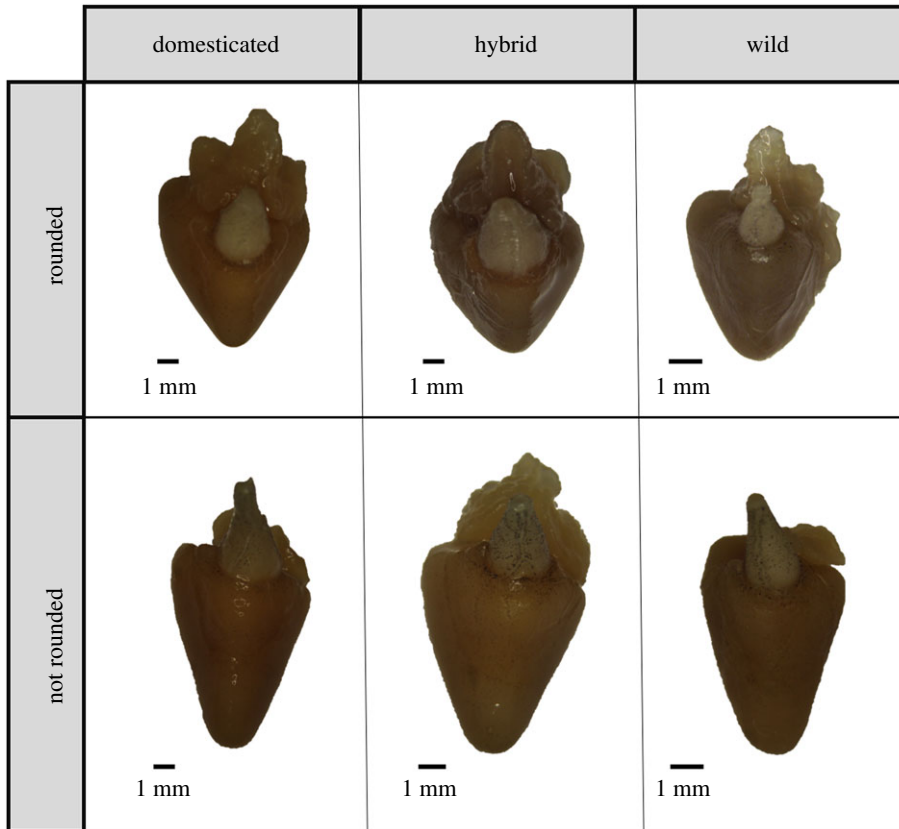 domesticated hybrid wild
rounded
1 mm 1 mm 1 mm
not rounded
1 mm 1 mm 1 mm